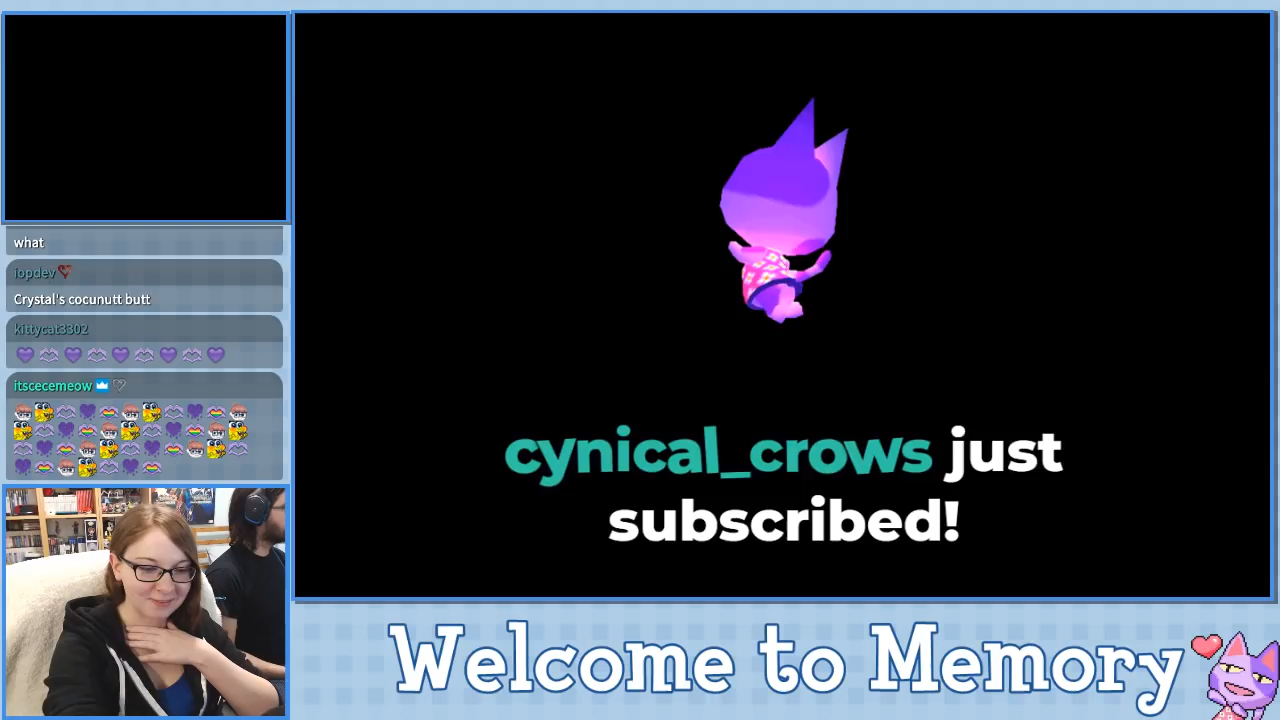 what
iopdev
Crystal's cocunutt butt
kittycat3302
itscecemeow
cynical_crows just
subscribed!
Welcome to Memory